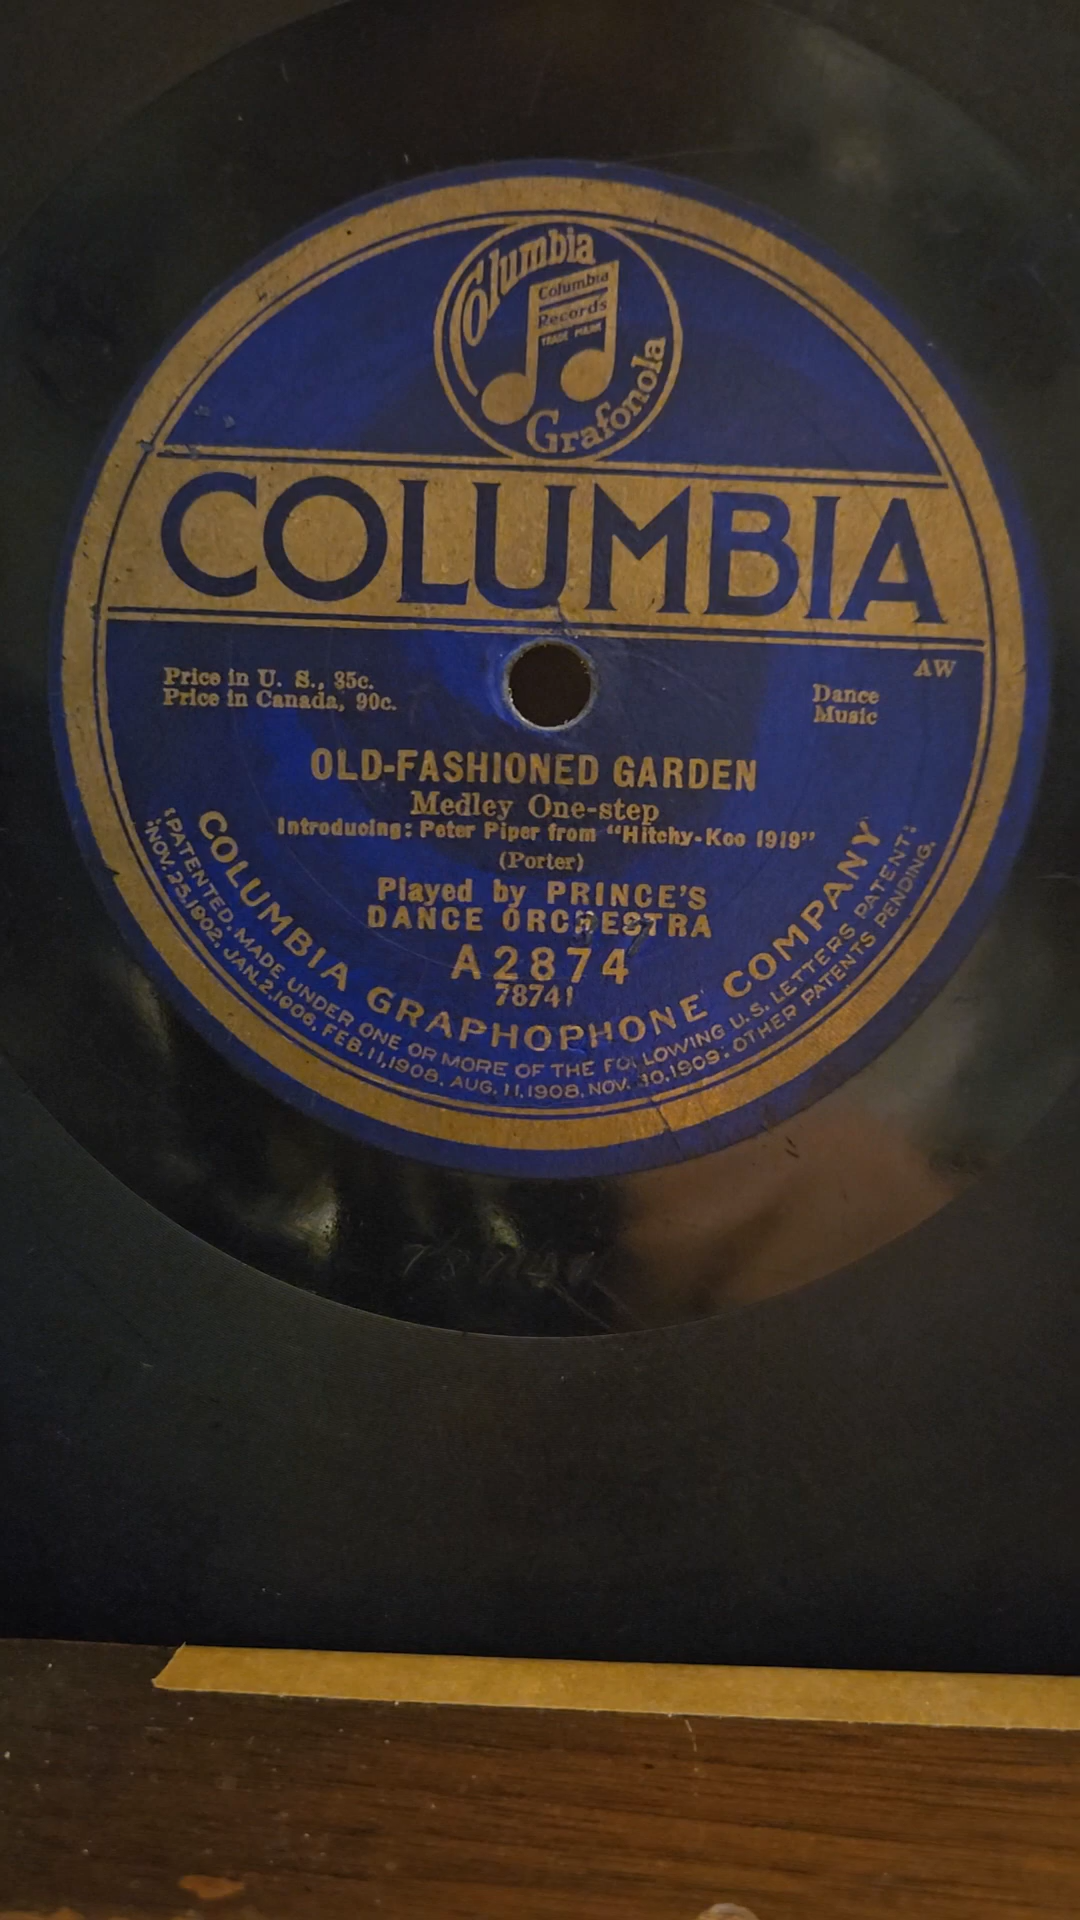 Columbia
Columbia
Records
TRADE MARK
Grafonola
COLUMBIA
AW
Price in U. S., 85c.
Price in Canada, 90c.
Dance
Music
OLD-FASHIONED GARDEN
Medley One-step
Introducing: Peter Piper from "Hitchy-Koo 1919"
(Porter)
Played by PRINCE'S
DANCE ORCHESTRA
A2874
78741
COLUMBIA GRAPHOPHONE COMPANY
PATENTED. MADE UNDER ONE OR MORE OF THE FOLLOWING U.S. LETTERS PATENT:
NOV. 25, 1902, JAN. 2, 1906, FEB. 11, 1908, AUG. 11, 1908, NOV. 30, 1909: OTHER PATENTS PENDING.